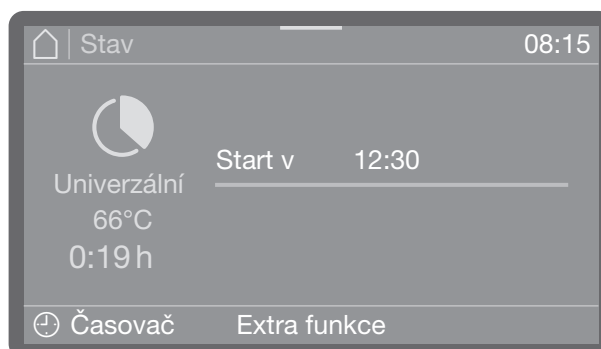 Stav 08:15
Start v 12:30
Univerzální
66°C
0:19 h
Časovač Extra funkce